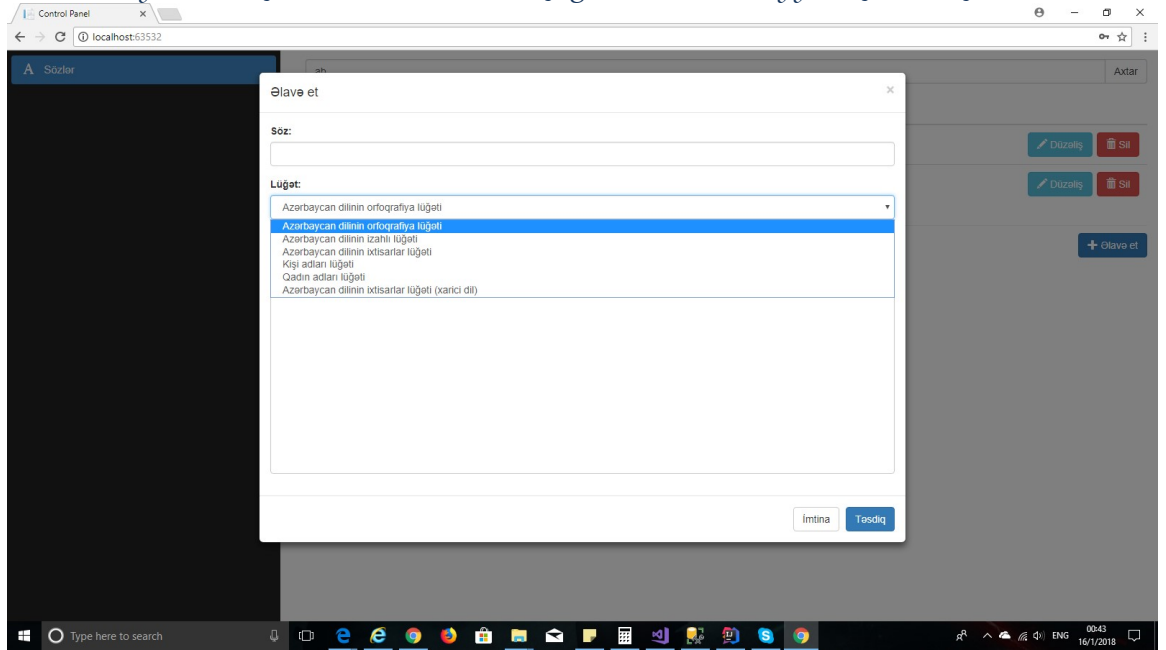 Control Panel
localhost:63532
A Sözlər
ab
Axtar
Əlavə et
×
Söz:
Düzəliş
Sil
Lüğət:
Düzəliş
Sil
Azərbaycan dilinin orfoqrafiya lüğəti
Azərbaycan dilinin orfoqrafiya lüğəti
Azərbaycan dilinin izahlı lüğəti
Azərbaycan dilinin ixtisarlar lüğəti
Kişi adları lüğəti
Qadın adları lüğəti
Azərbaycan dilinin ixtisarlar lüğəti (xarici dil)
+ Əlavə et
İmtina
Təsdiq
Type here to search
ENG
00:43
16/1/2018